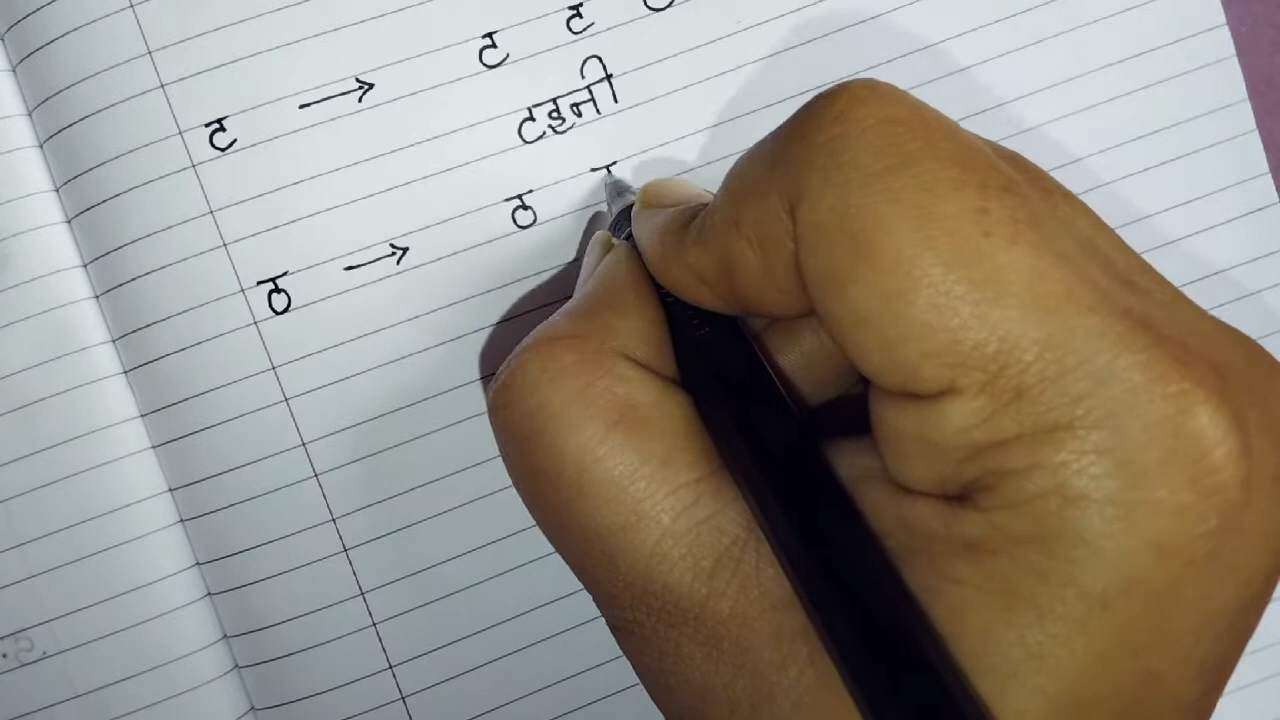 ट → ट ट ट
टहनी
ठ → ठ